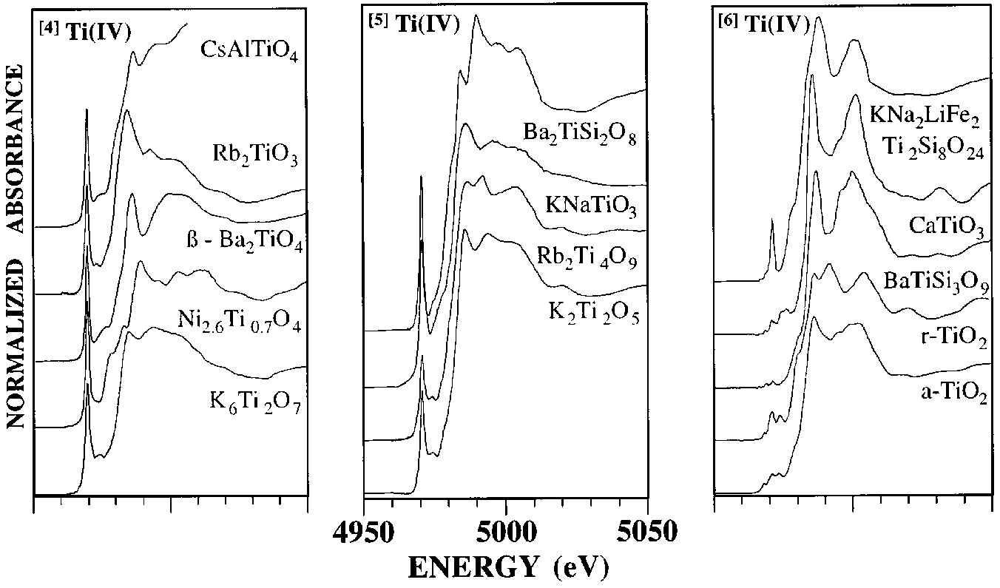 NORMALIZED ABSORBANCE
[4] Ti(IV)
CsAlTiO4
Rb2TiO3
ß - Ba2TiO4
Ni2.6Ti0.7O4
K6Ti2O7
[5] Ti(IV)
Ba2TiSi2O8
KNaTiO3
Rb2Ti4O9
K2Ti2O5
[6] Ti(IV)
KNa2LiFe2
Ti2Si8O24
CaTiO3
BaTiSi3O9
r-TiO2
a-TiO2
4950 5000 5050
ENERGY (eV)